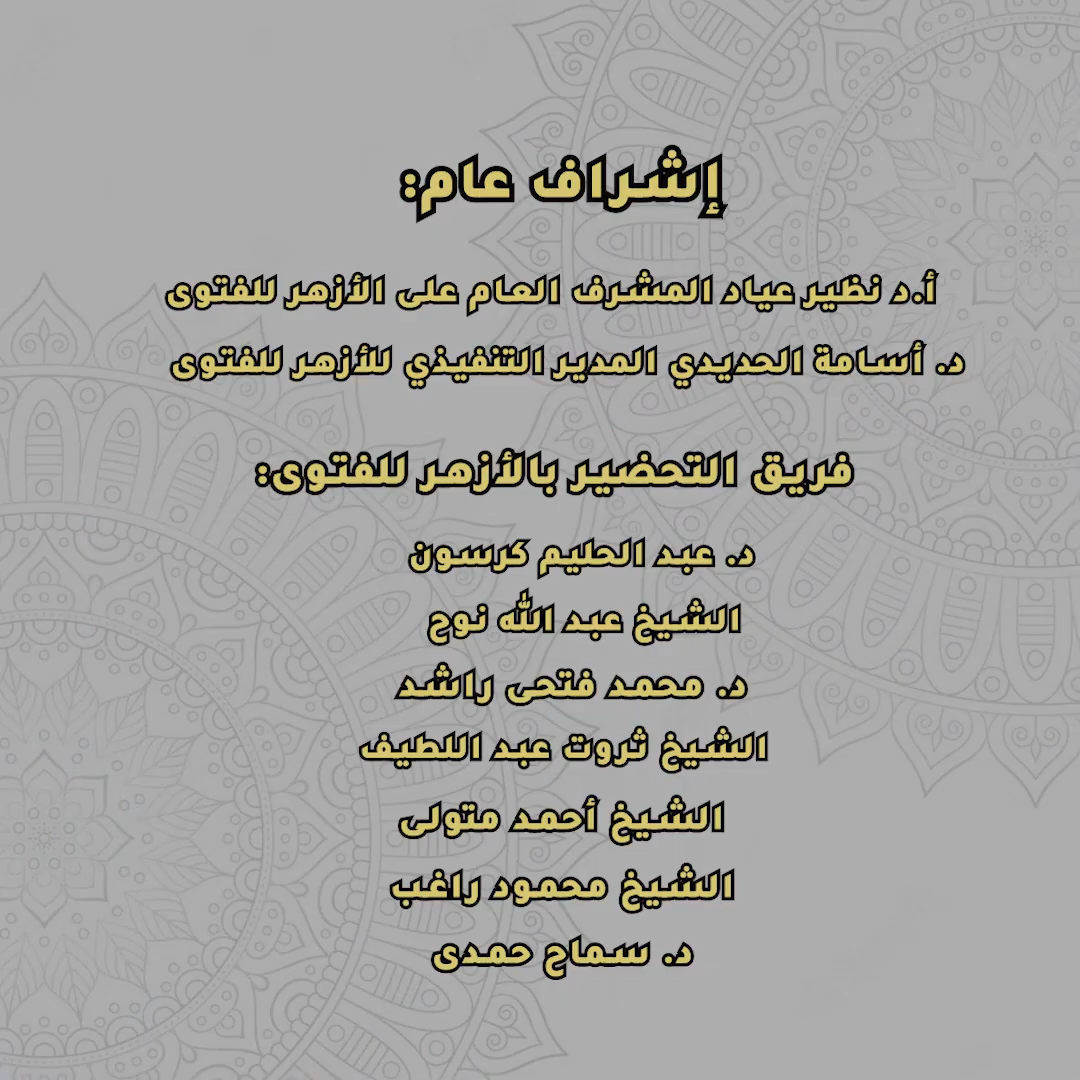 إشراف عام:
أ.د نظير عياد المشرف العام على الأزهر للفتوى
د. أسامة الحديدي المدير التنفيذي للأزهر للفتوى
فريق التحضير بالأزهر للفتوى:
د. عبد الحليم كرسون
الشيخ عبد الله نوح
د. محمد فتحى راشد
الشيخ ثروت عبد اللطيف
الشيخ أحمد متولى
الشيخ محمود راغب
د. سماح حمدى